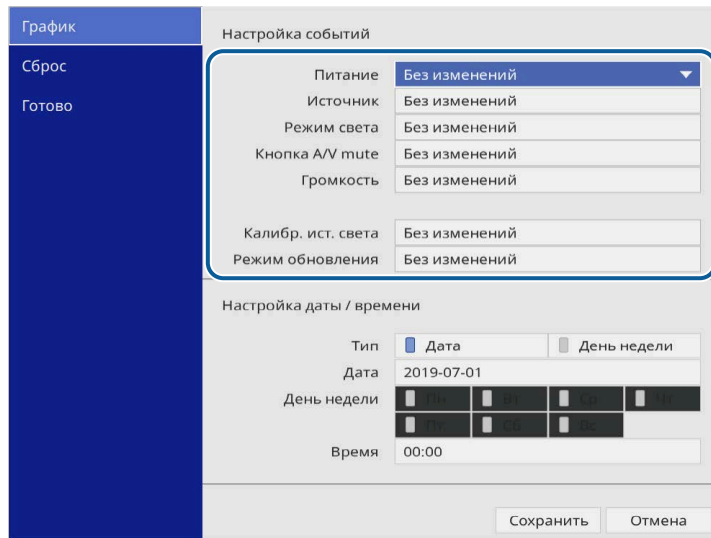 График
Сброс
Готово
Настройка событий
Питание Без изменений
Источник Без изменений
Режим света Без изменений
Кнопка A/V mute Без изменений
Громкость Без изменений
Калибр. ист. света Без изменений
Режим обновления Без изменений
Настройка даты / времени
Тип Дата День недели
Дата 2019-07-01
День недели Пн Вт Ср Чт
Пт Сб Вс
Время 00:00
Сохранить Отмена